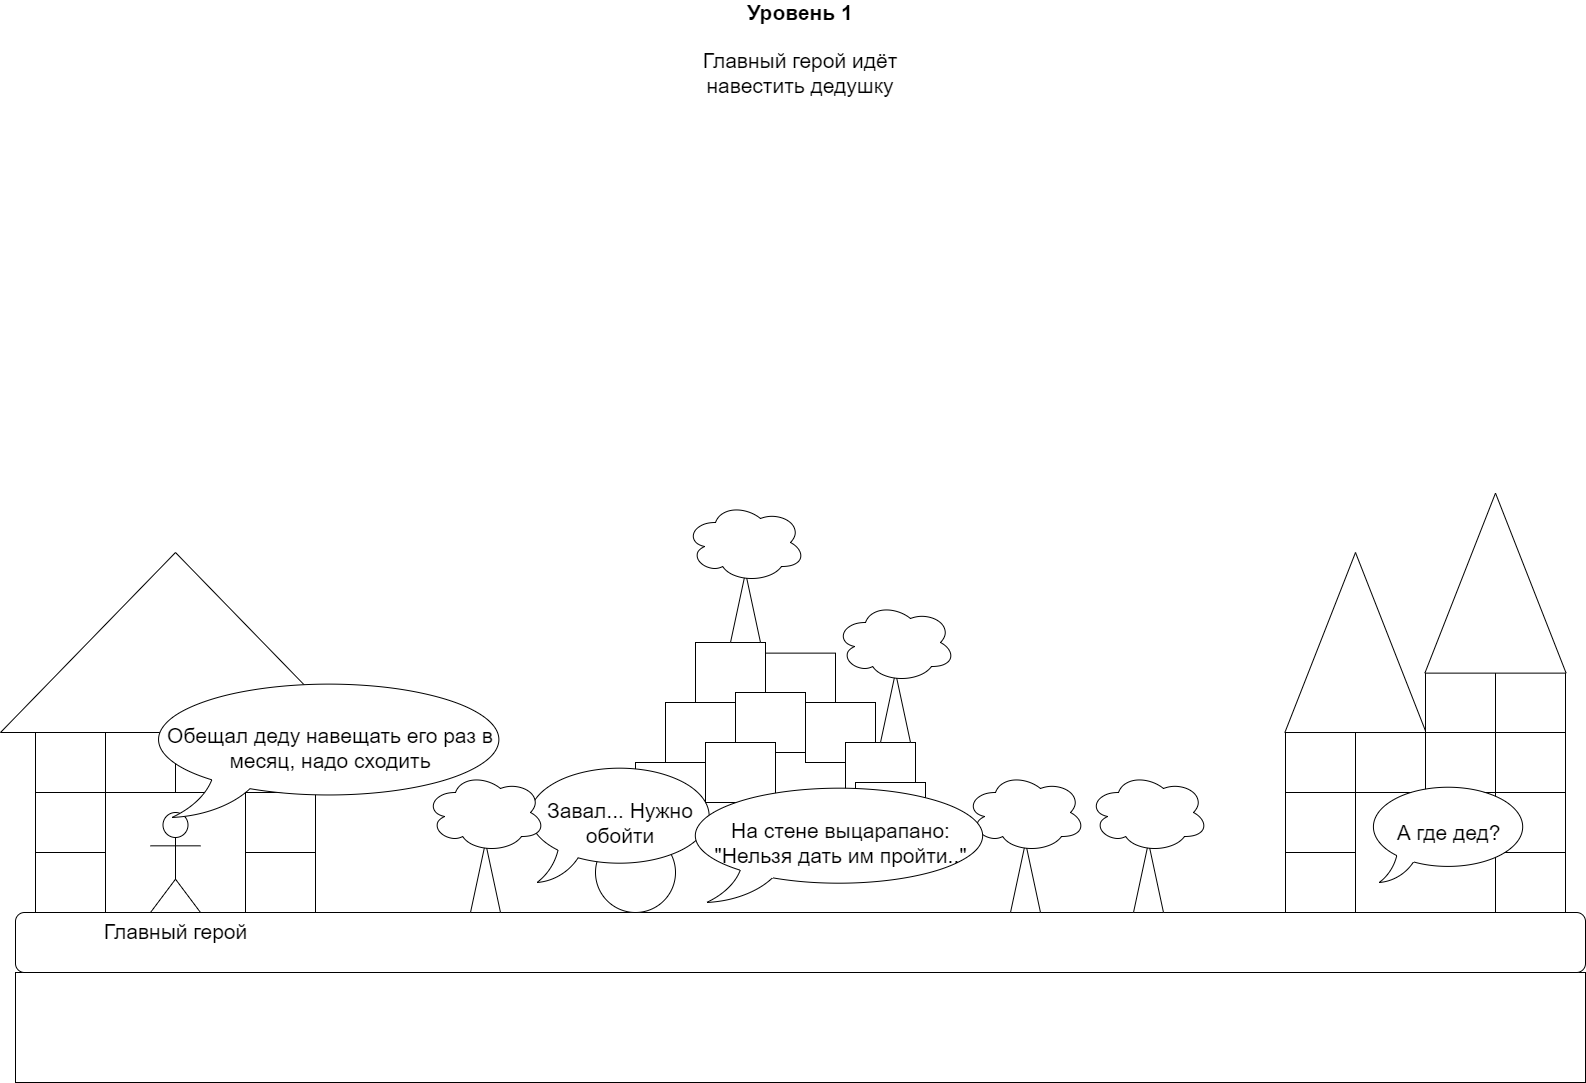 Уровень 1
Главный герой идёт
навестить дедушку
Обещал деду навещать его раз в
месяц, надо сходить
Завал... Нужно
обойти
На стене выцарапано:
"Нельзя дать им пройти.."
А где дед?
Главный герой